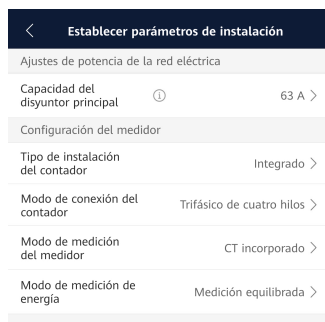 Establecer parámetros de instalación
Ajustes de potencia de la red eléctrica
Capacidad del
disyuntor principal
63 A
Configuración del medidor
Tipo de instalación
del contador
Integrado
Modo de conexión del
contador
Trifásico de cuatro hilos
Modo de medición
del medidor
CT incorporado
Modo de medición de
energía
Medición equilibrada